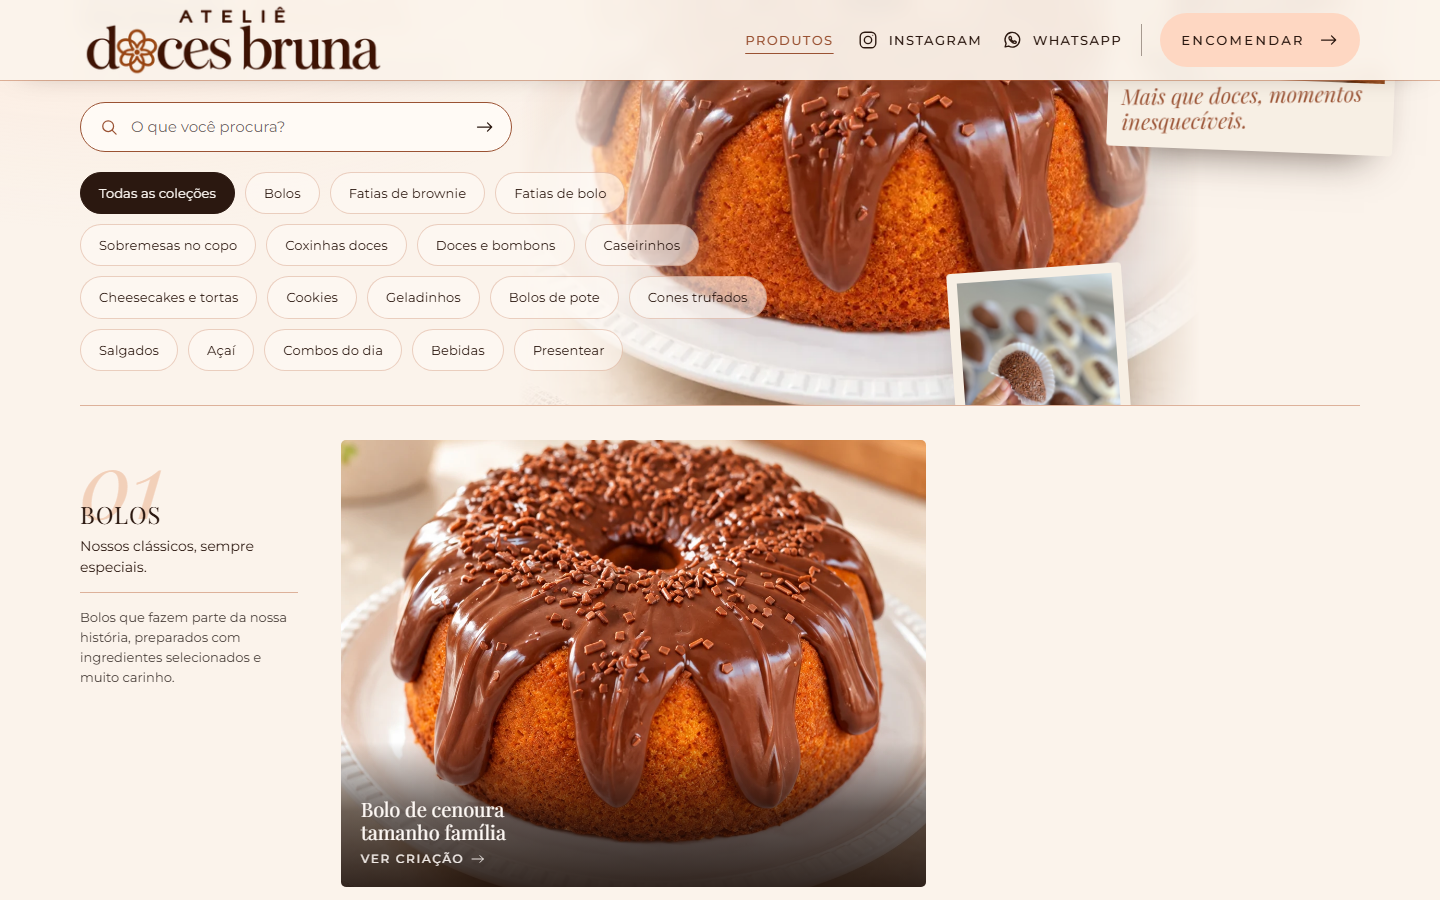 ATELIÊ
doces bruna
PRODUTOS
INSTAGRAM
WHATSAPP
ENCOMENDAR
Mais que doces, momentos
inesquecíveis.
O que você procura?
Todas as coleções
Bolos
Fatias de brownie
Fatias de bolo
Sobremesas no copo
Coxinhas doces
Doces e bombons
Caseirinhos
Cheesecakes e tortas
Cookies
Geladinhos
Bolos de pote
Cones trufados
Salgados
Açaí
Combos do dia
Bebidas
Presentear
01
BOLOS
Nossos clássicos, sempre
especiais.
Bolos que fazem parte da nossa
história, preparados com
ingredientes selecionados e
muito carinho.
Bolo de cenoura
tamanho família
VER CRIAÇÃO